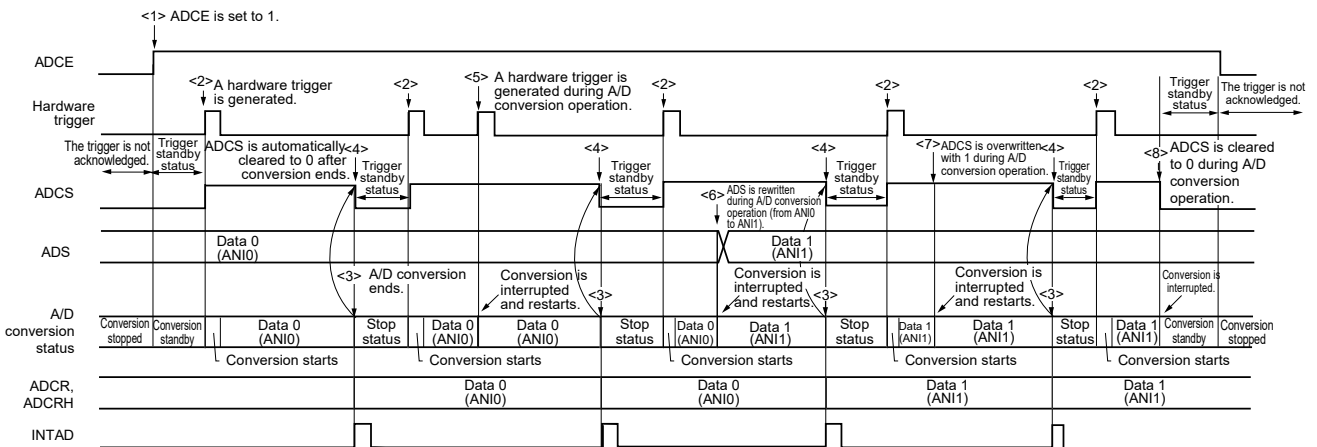 <1> ADCE is set to 1.
ADCE
<2> A hardware trigger
is generated.
<2>
<5> A hardware trigger is
generated during A/D
conversion operation.
<2>
<2>
<2>
Trigger
standby
status
The trigger is not
acknowledged.
Hardware
trigger
The trigger is not
acknowledged.
Trigger
standby
status
ADCS is automatically
cleared to 0 after
conversion ends.
<4>
Trigger
standby
status
<4>
Trigger
standby
status
<4>
Trigger
standby
status
<7> ADCS is overwritten
with 1 during A/D
conversion operation.
<4>
Trigger
standby
status
<8> ADCS is cleared
to 0 during A/D
conversion
operation.
ADCS
<6> ADS is rewritten
during A/D conversion
operation (from ANI0
to ANI1).
ADS
Data 0
(ANI0)
Data 1
(ANI1)
<3> A/D conversion
ends.
Conversion is
interrupted
and restarts.
<3>
Conversion is
interrupted
and restarts.
<3>
Conversion is
interrupted
and restarts.
<3>
Conversion is
interrupted.
A/D
conversion
status
Conversion
stopped
Conversion
standby
Data 0
(ANI0)
Stop
status
Data 0
(ANI0)
Data 0
(ANI0)
Stop
status
Data 0
(ANI0)
Data 1
(ANI1)
Stop
status
Data 1
(ANI1)
Data 1
(ANI1)
Stop
status
Data 1
(ANI1)
Conversion
standby
Conversion
stopped
Conversion starts
Conversion starts
Conversion starts
Conversion starts
Conversion starts
ADCR,
ADCRH
Data 0
(ANI0)
Data 0
(ANI0)
Data 1
(ANI1)
Data 1
(ANI1)
INTAD